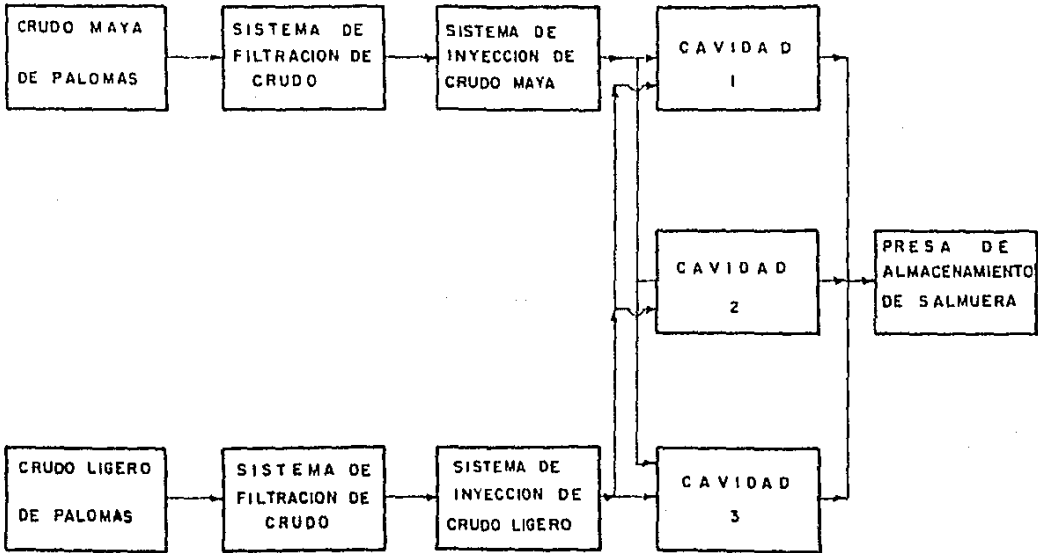 CRUDO MAYA
DE PALOMAS
SISTEMA DE
FILTRACION DE
CRUDO
SISTEMA DE
INYECCION DE
CRUDO MAYA
CAVIDAD
1
CAVIDAD
2
PRESA DE
ALMACENAMIENTO
DE SALMUERA
CRUDO LIGERO
DE PALOMAS
SISTEMA DE
FILTRACION DE
CRUDO
SISTEMA DE
INYECCION DE
CRUDO LIGERO
CAVIDAD
3